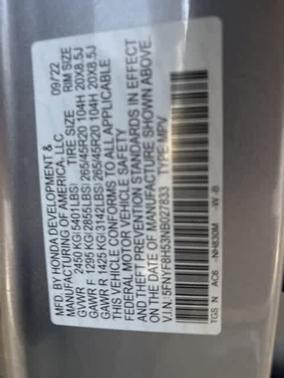 MFD. BY HONDA DEVELOPMENT & 09/22
MANUFACTURING OF AMERICA, LLC
TIRE SIZE RIM SIZE
GVWR 2450 KG(5401LBS)
GAWR F 1295 KG(2855LBS) 265/45R20 104H 20X8.5J
GAWR R 1425 KG(3142LBS) 265/45R20 104H 20X8.5J
THIS VEHICLE CONFORMS TO ALL APPLICABLE
FEDERAL MOTOR VEHICLE SAFETY
AND THEFT PREVENTION STANDARDS IN EFFECT
ON THE DATE OF MANUFACTURE SHOWN ABOVE.
V.I.N. 5FNYF8H53NB027833 TYPE: MPV
TGS N AC6 NH830M -W -B